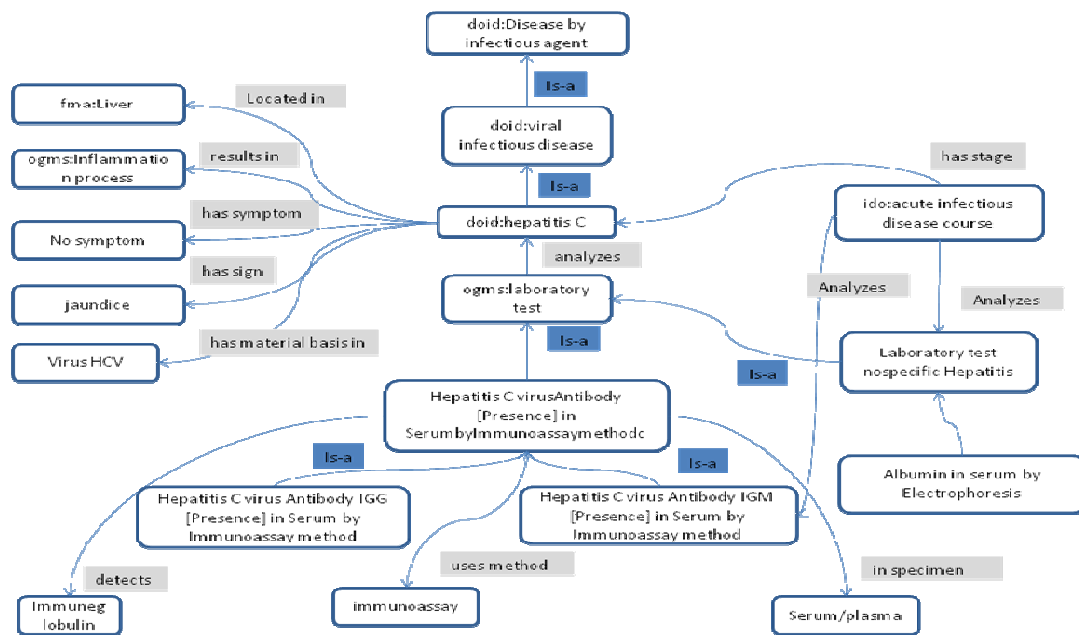 doid:Disease by
infectious agent
Is-a
fma:Liver
Located in
doid:viral
infectious disease
ogms:Inflammatio
n process
results in
has stage
Is-a
has symptom
doid:hepatitis C
ido:acute infectious
disease course
No symptom
analyzes
has sign
ogms:laboratory
test
Analyzes
Analyzes
jaundice
has material basis in
Is-a
Virus HCV
Laboratory test
nospecific Hepatitis
Is-a
Hepatitis C virusAntibody
[Presence] in
SerumbyImmunoassaymethodc
Is-a
Is-a
Albumin in serum by
Electrophoresis
Hepatitis C virus Antibody IGG
[Presence] in Serum by
Immunoassay method
Hepatitis C virus Antibody IGM
[Presence] in Serum by
Immunoassay method
detects
uses method
in specimen
Immuneg
lobulin
immunoassay
Serum/plasma